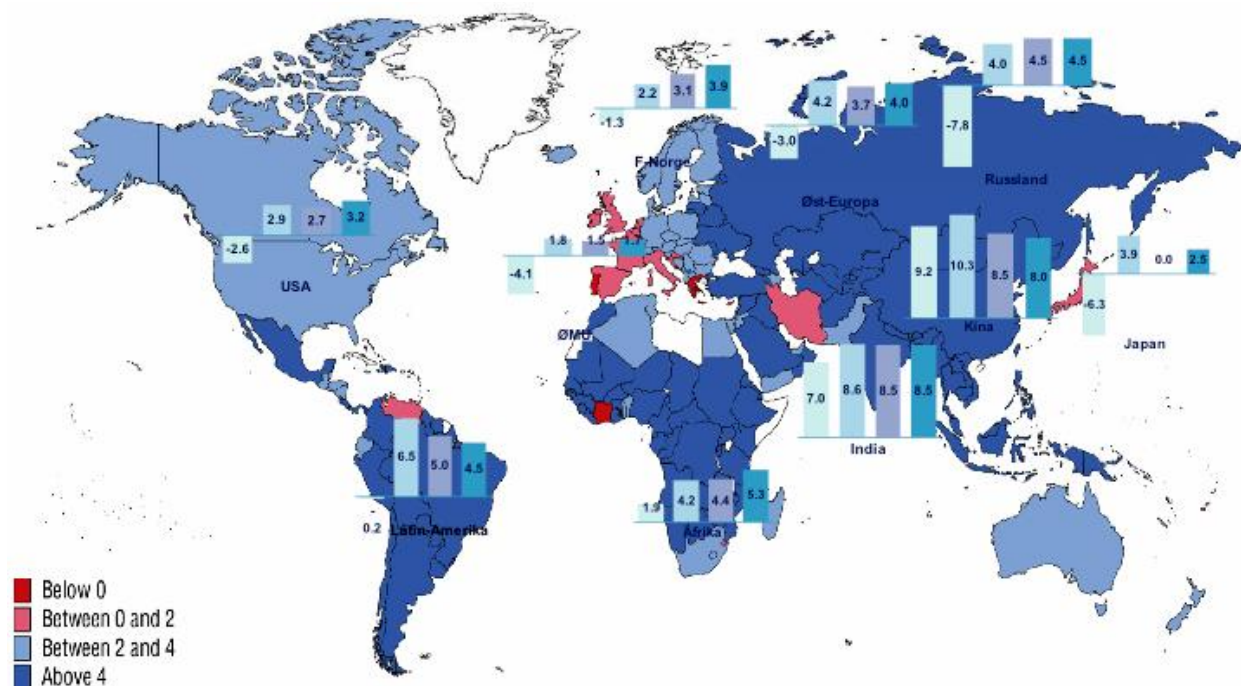 4.0 4.5 4.5
-7.8
Russland
2.2 3.1 3.9
-1.3
F-Norge
4.2 3.7 4.0
-3.0
Øst-Europa
2.9 2.7 3.2
-2.6
USA
1.8 1.5 1.7
-4.1
ØMU
9.2 10.3 8.5 8.0
Kina
3.9 0.0 2.5
-6.3
Japan
7.0 8.6 8.5 8.5
India
6.5 5.0 4.5
0.2
Latin-Amerika
1.9 4.2 4.4 5.3
Afrika
Below 0
Between 0 and 2
Between 2 and 4
Above 4